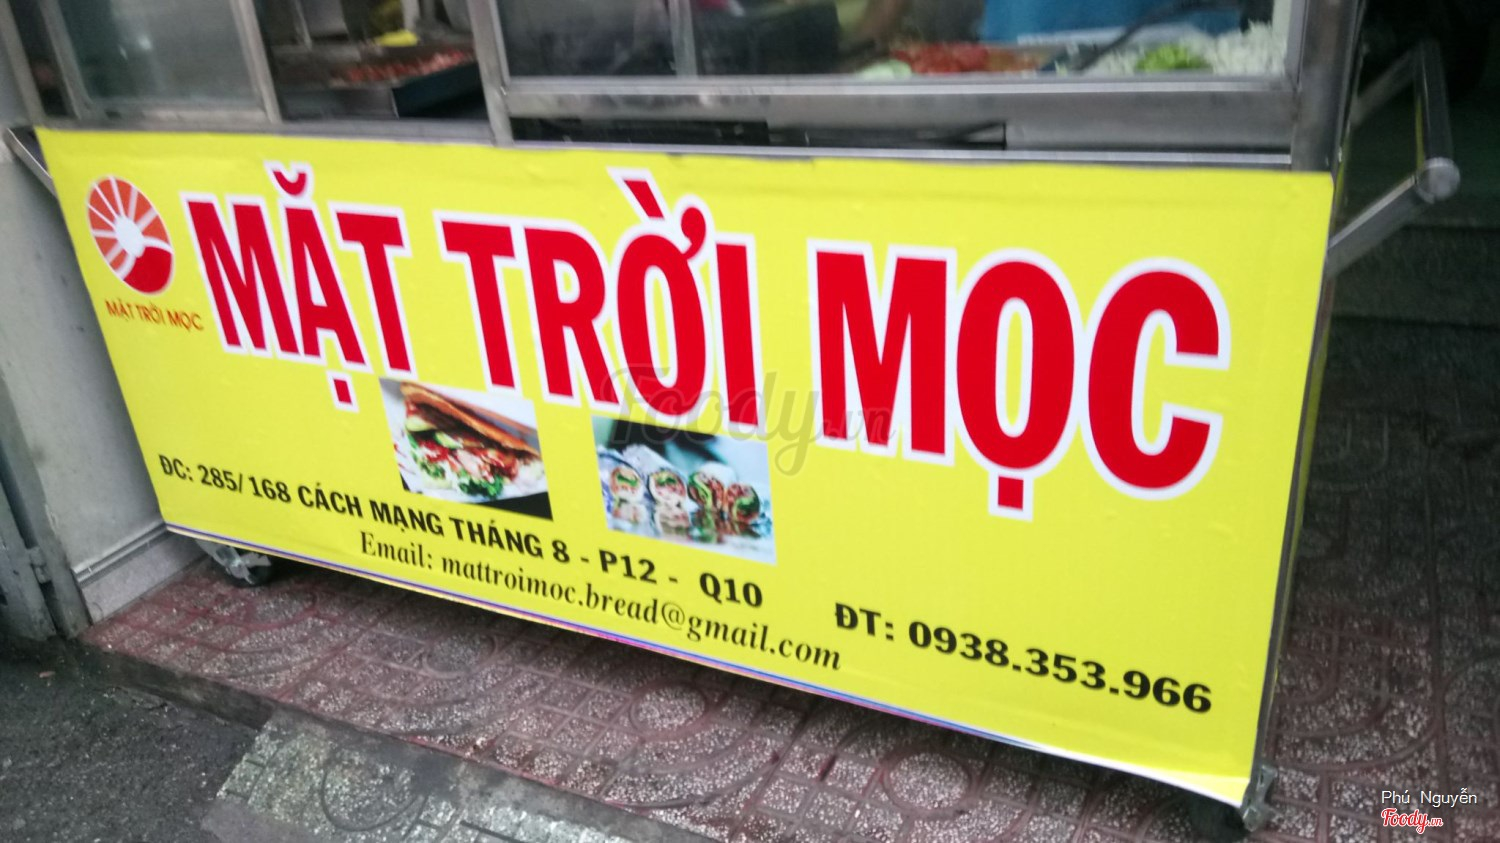 MẶT TRỜI MỌC
MẶT TRỜI MỌC
ĐC: 285/ 168 CÁCH MẠNG THÁNG 8 - P12 - Q10
Email: mattroimoc.bread@gmail.com
ĐT: 0938.353.966
Foody.vn
Phú Nguyễn
Foody.vn